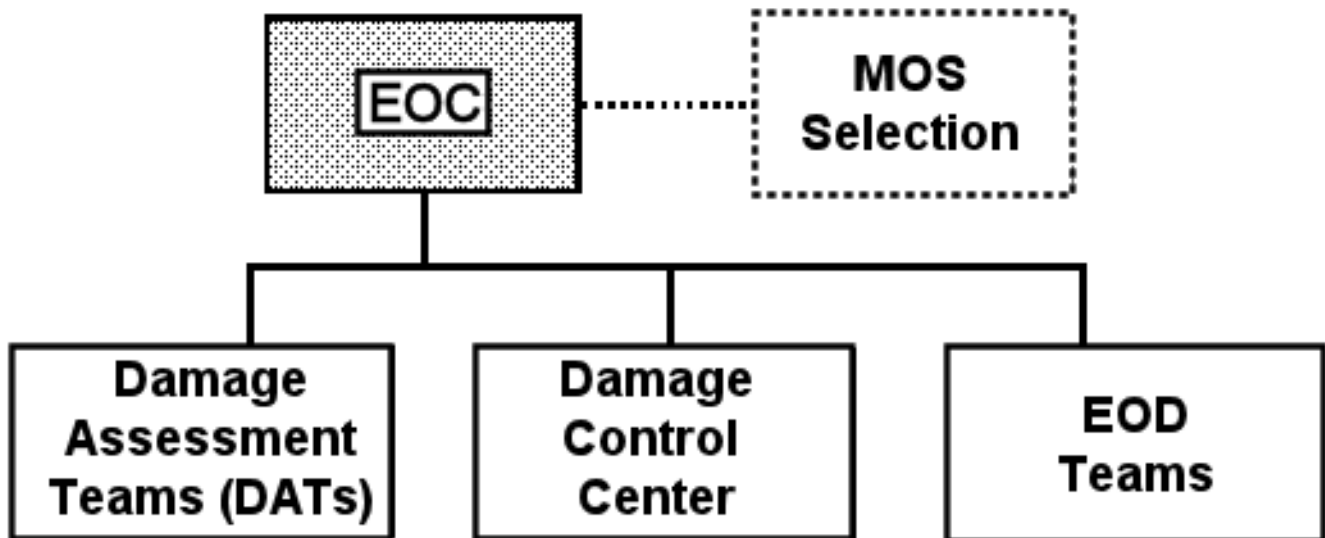 EOC
MOS
Selection
Damage
Assessment
Teams (DATs)
Damage
Control
Center
EOD
Teams